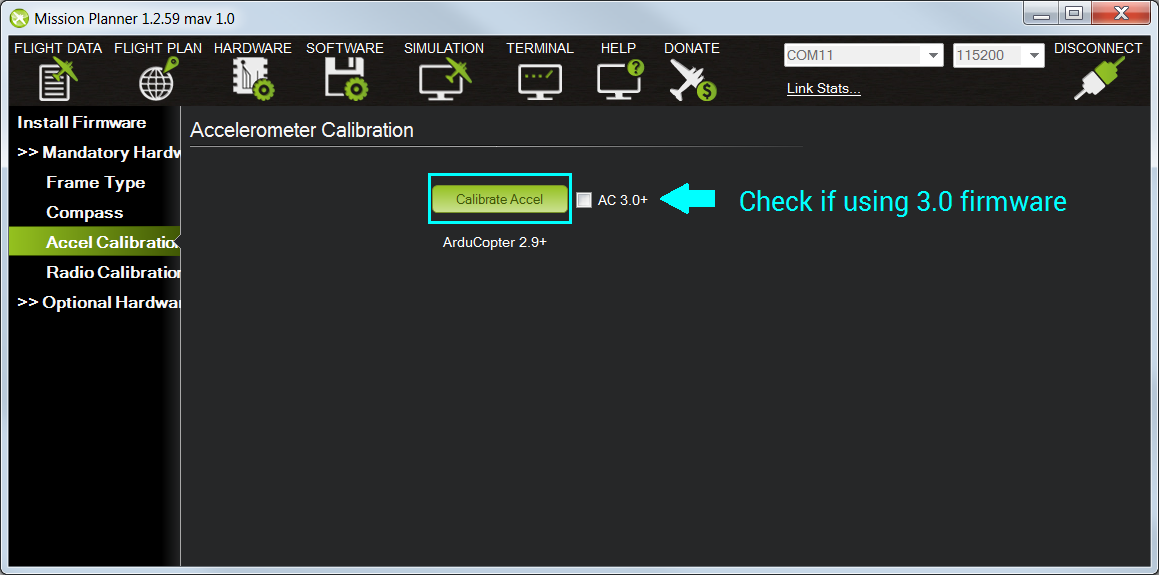 Mission Planner 1.2.59 mav 1.0
FLIGHT DATA FLIGHT PLAN HARDWARE SOFTWARE SIMULATION TERMINAL HELP DONATE COM11 115200 DISCONNECT
Link Stats...
Install Firmware
>> Mandatory Hardw
Frame Type
Compass
Accel Calibration
Radio Calibration
>> Optional Hardwa
Accelerometer Calibration
Calibrate Accel AC 3.0+ Check if using 3.0 firmware
ArduCopter 2.9+